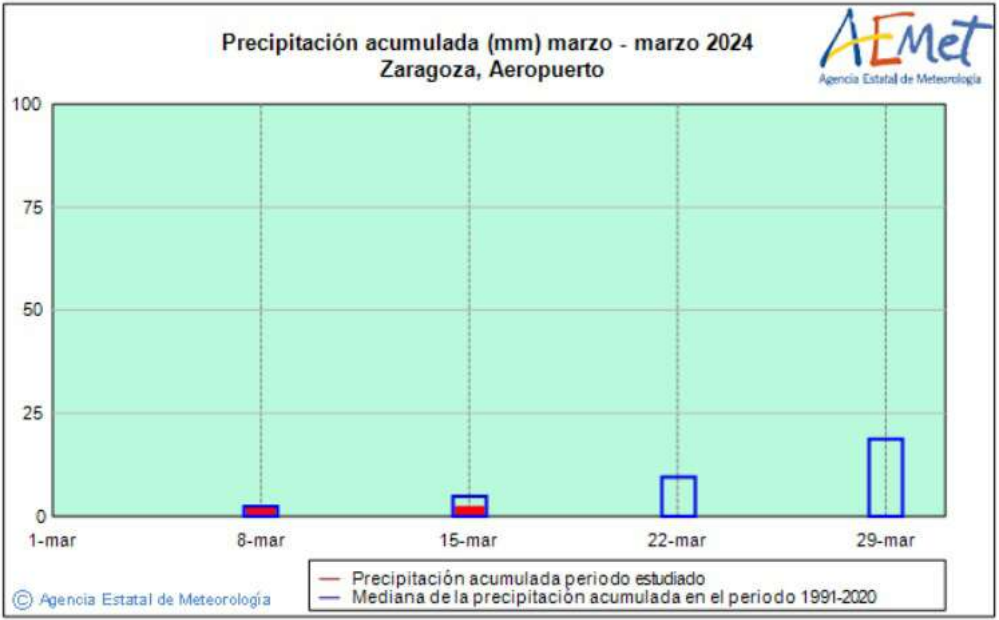 Precipitación acumulada (mm) marzo - marzo 2024
Zaragoza, Aeropuerto
AEMet
Agencia Estatal de Meteorología
100
75
50
25
0
1-mar 8-mar 15-mar 22-mar 29-mar
Precipitación acumulada periodo estudiado
Mediana de la precipitación acumulada en el periodo 1991-2020
© Agencia Estatal de Meteorología